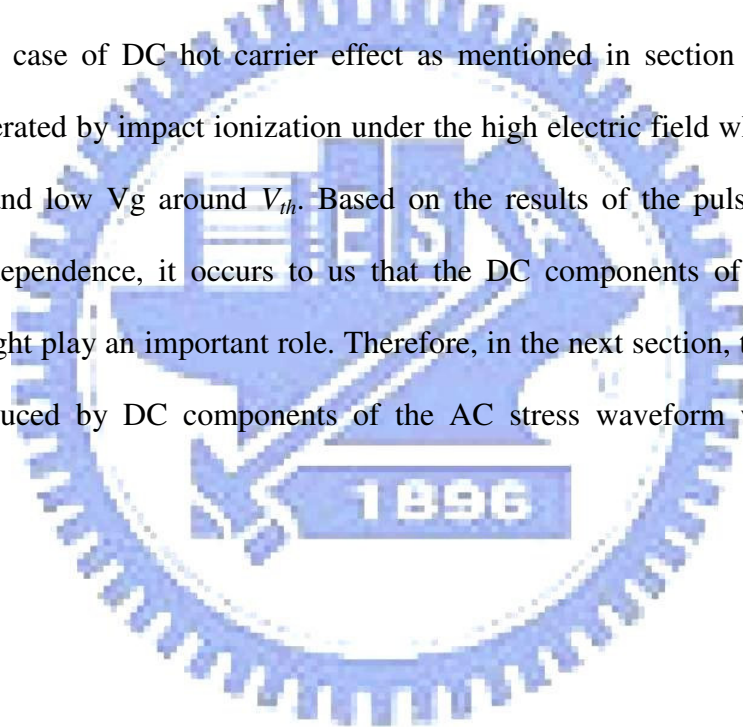 case of DC hot carrier effect as mentioned in section
erated by impact ionization under the high electric field wh
nd low Vg around Vth. Based on the results of the puls
ependence, it occurs to us that the DC components of
ght play an important role. Therefore, in the next section, t
uced by DC components of the AC stress waveform v
E S
1896